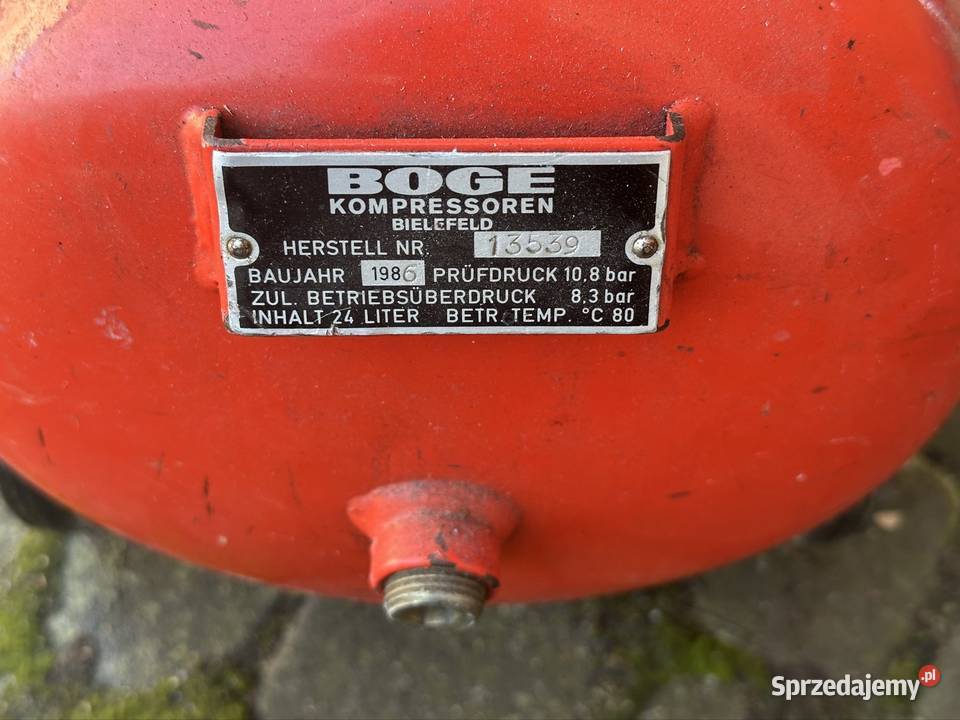 BOGE
KOMPRESSOREN
BIELEFELD
HERSTELL NR. 13539
BAUJAHR 1986 PRÜFDRUCK 10.8 bar
ZUL. BETRIEBSÜBERDRUCK 8.3 bar
INHALT 24 LITER BETR. TEMP. °C 80
Sprzedajemy.pl